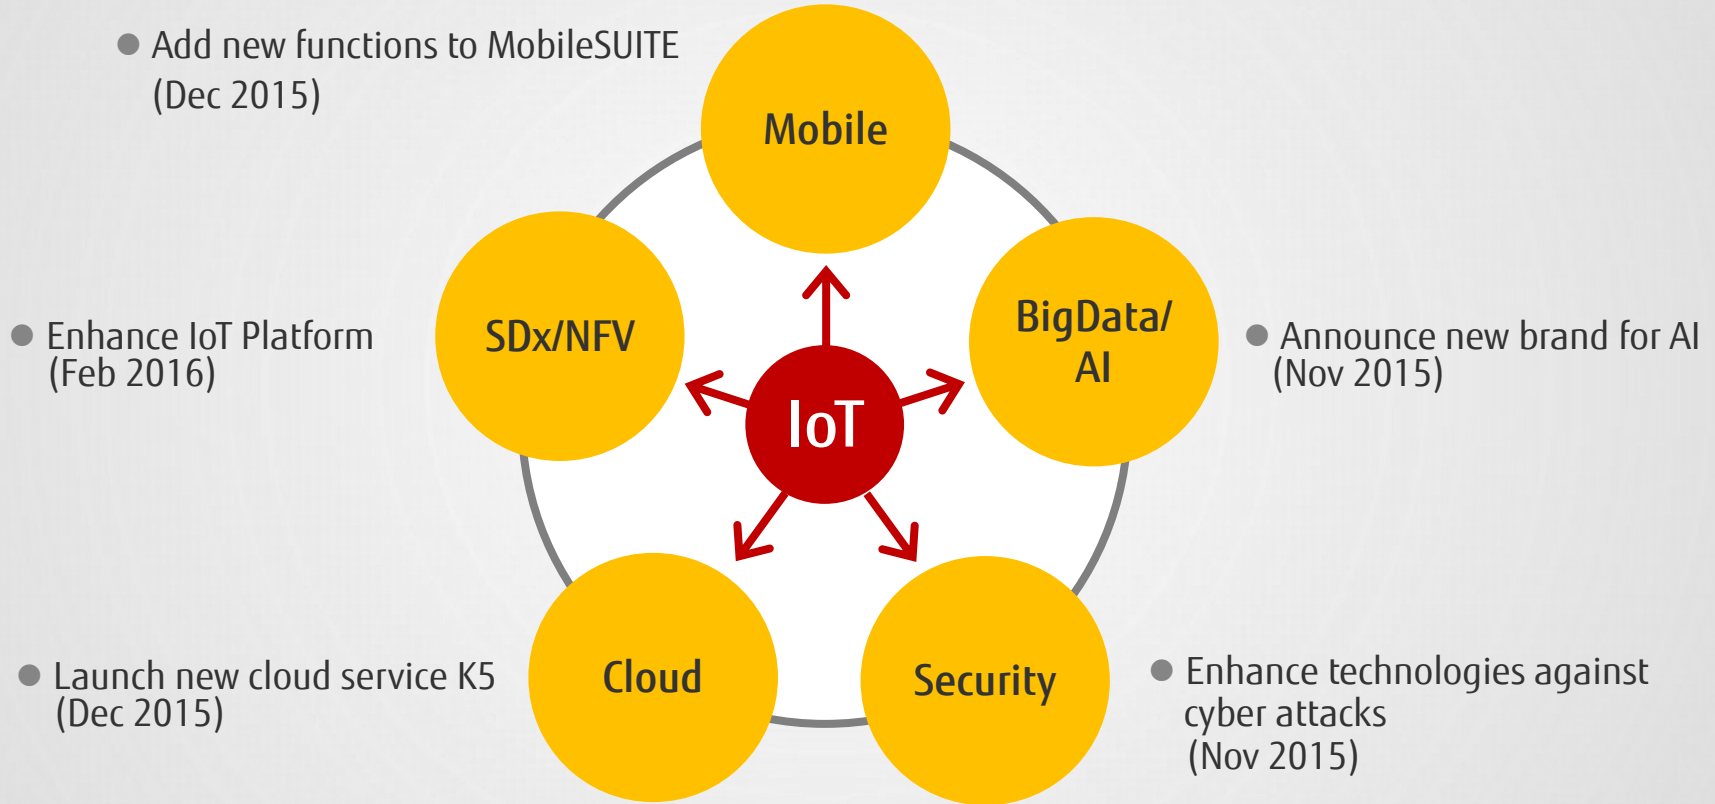 Add new functions to MobileSUITE
(Dec 2015)
Mobile
SDx/NFV
BigData/
AI
Enhance IoT Platform
(Feb 2016)
Announce new brand for AI
(Nov 2015)
IoT
Launch new cloud service K5
(Dec 2015)
Cloud
Security
Enhance technologies against
cyber attacks
(Nov 2015)